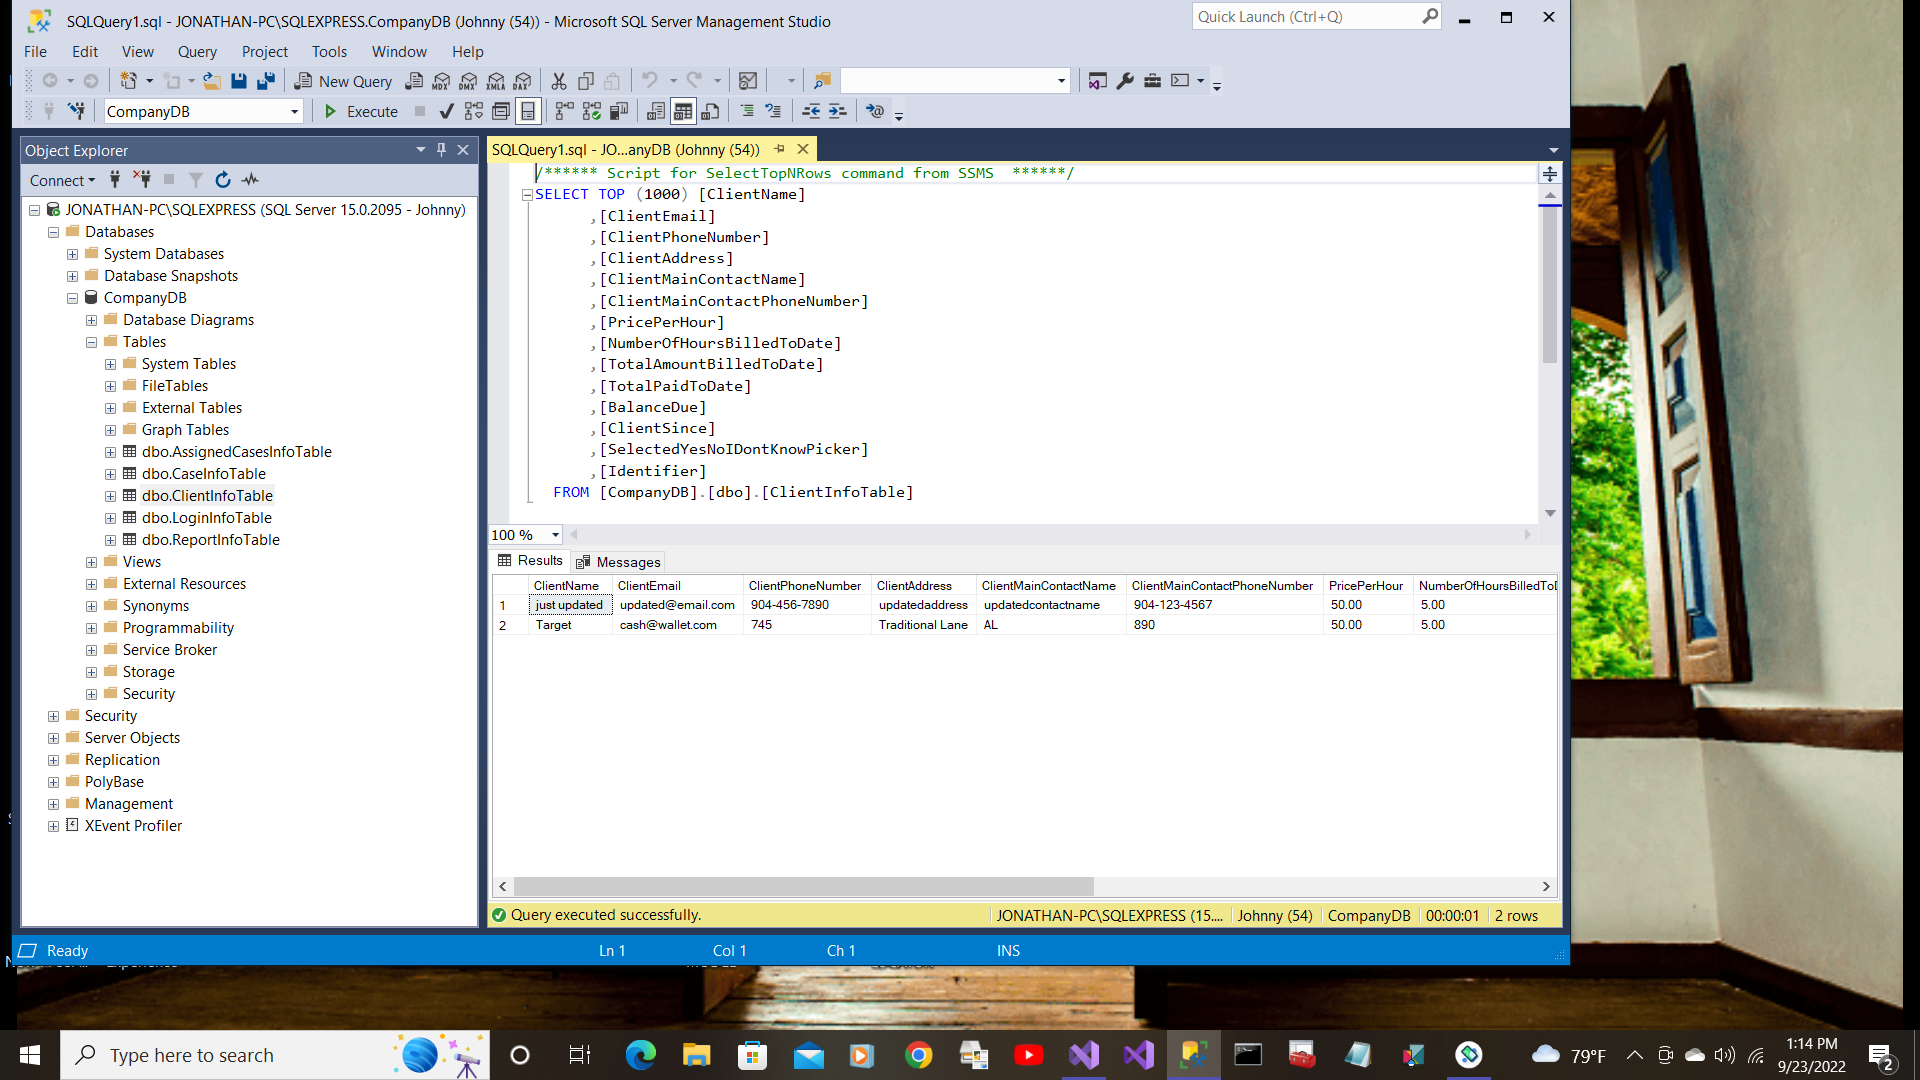 SQLQuery1.sql - JONATHAN-PC\SQLEXPRESS.CompanyDB (Johnny (54)) - Microsoft SQL Server Management Studio
Quick Launch (Ctrl+Q)
File Edit View Query Project Tools Window Help
New Query
MDX DMX XMLA DAX
CompanyDB
Execute
Object Explorer
Connect
JONATHAN-PC\SQLEXPRESS (SQL Server 15.0.2095 - Johnny)
Databases
System Databases
Database Snapshots
CompanyDB
Database Diagrams
Tables
System Tables
FileTables
External Tables
Graph Tables
dbo.AssignedCasesInfoTable
dbo.CaseInfoTable
dbo.ClientInfoTable
dbo.LoginInfoTable
dbo.ReportInfoTable
Views
External Resources
Synonyms
Programmability
Service Broker
Storage
Security
Security
Server Objects
Replication
PolyBase
Management
XEvent Profiler
SQLQuery1.sql - JO...anyDB (Johnny (54))
/****** Script for SelectTopNRows command from SSMS  ******/
SELECT TOP (1000) [ClientName]
,[ClientEmail]
,[ClientPhoneNumber]
,[ClientAddress]
,[ClientMainContactName]
,[ClientMainContactPhoneNumber]
,[PricePerHour]
,[NumberOfHoursBilledToDate]
,[TotalAmountBilledToDate]
,[TotalPaidToDate]
,[BalanceDue]
,[ClientSince]
,[SelectedYesNoIDontKnowPicker]
,[Identifier]
FROM [CompanyDB].[dbo].[ClientInfoTable]
100 %
Results Messages
ClientName ClientEmail ClientPhoneNumber ClientAddress ClientMainContactName ClientMainContactPhoneNumber PricePerHour NumberOfHoursBilledToD
1 just updated updated@email.com 904-456-7890 updatedaddress updatedcontactname 904-123-4567 50.00 5.00
2 Target cash@wallet.com 745 Traditional Lane AL 890 50.00 5.00
Query executed successfully.
JONATHAN-PC\SQLEXPRESS (15.... Johnny (54) CompanyDB 00:00:01 2 rows
Ready Ln 1 Col 1 Ch 1 INS
Type here to search
79°F
1:14 PM
9/23/2022
2